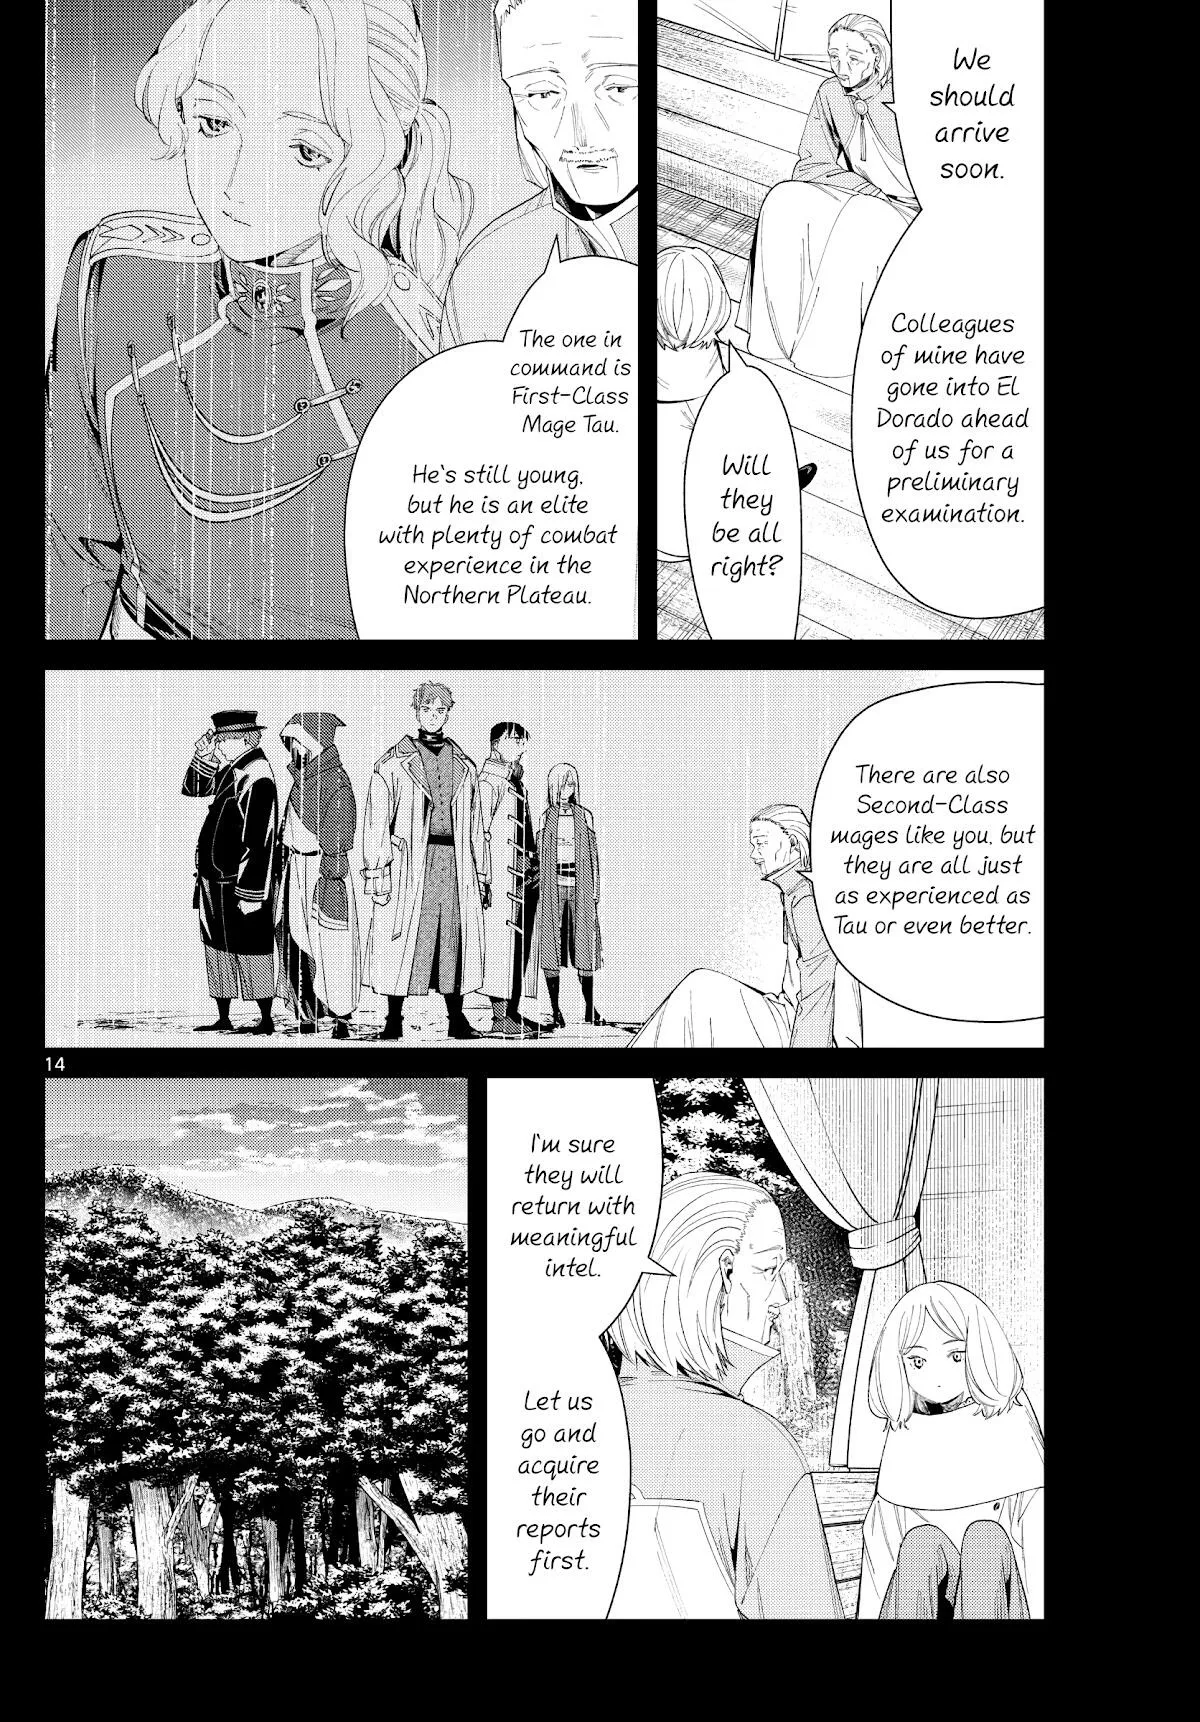 We
should
arrive
soon.
Colleagues
of mine have
gone into El
Dorado ahead
of us for a
preliminary
examination.
Will
they
be all
right?
The one in
command is
First-Class
Mage Tau.
He's still young,
but he is an elite
with plenty of combat
experience in the
Northern Plateau.
There are also
Second-Class
mages like you, but
they are all just
as experienced as
Tau or even better.
14
I'm sure
they will
return with
meaningful
intel.
Let us
go and
acquire
their
reports
first.